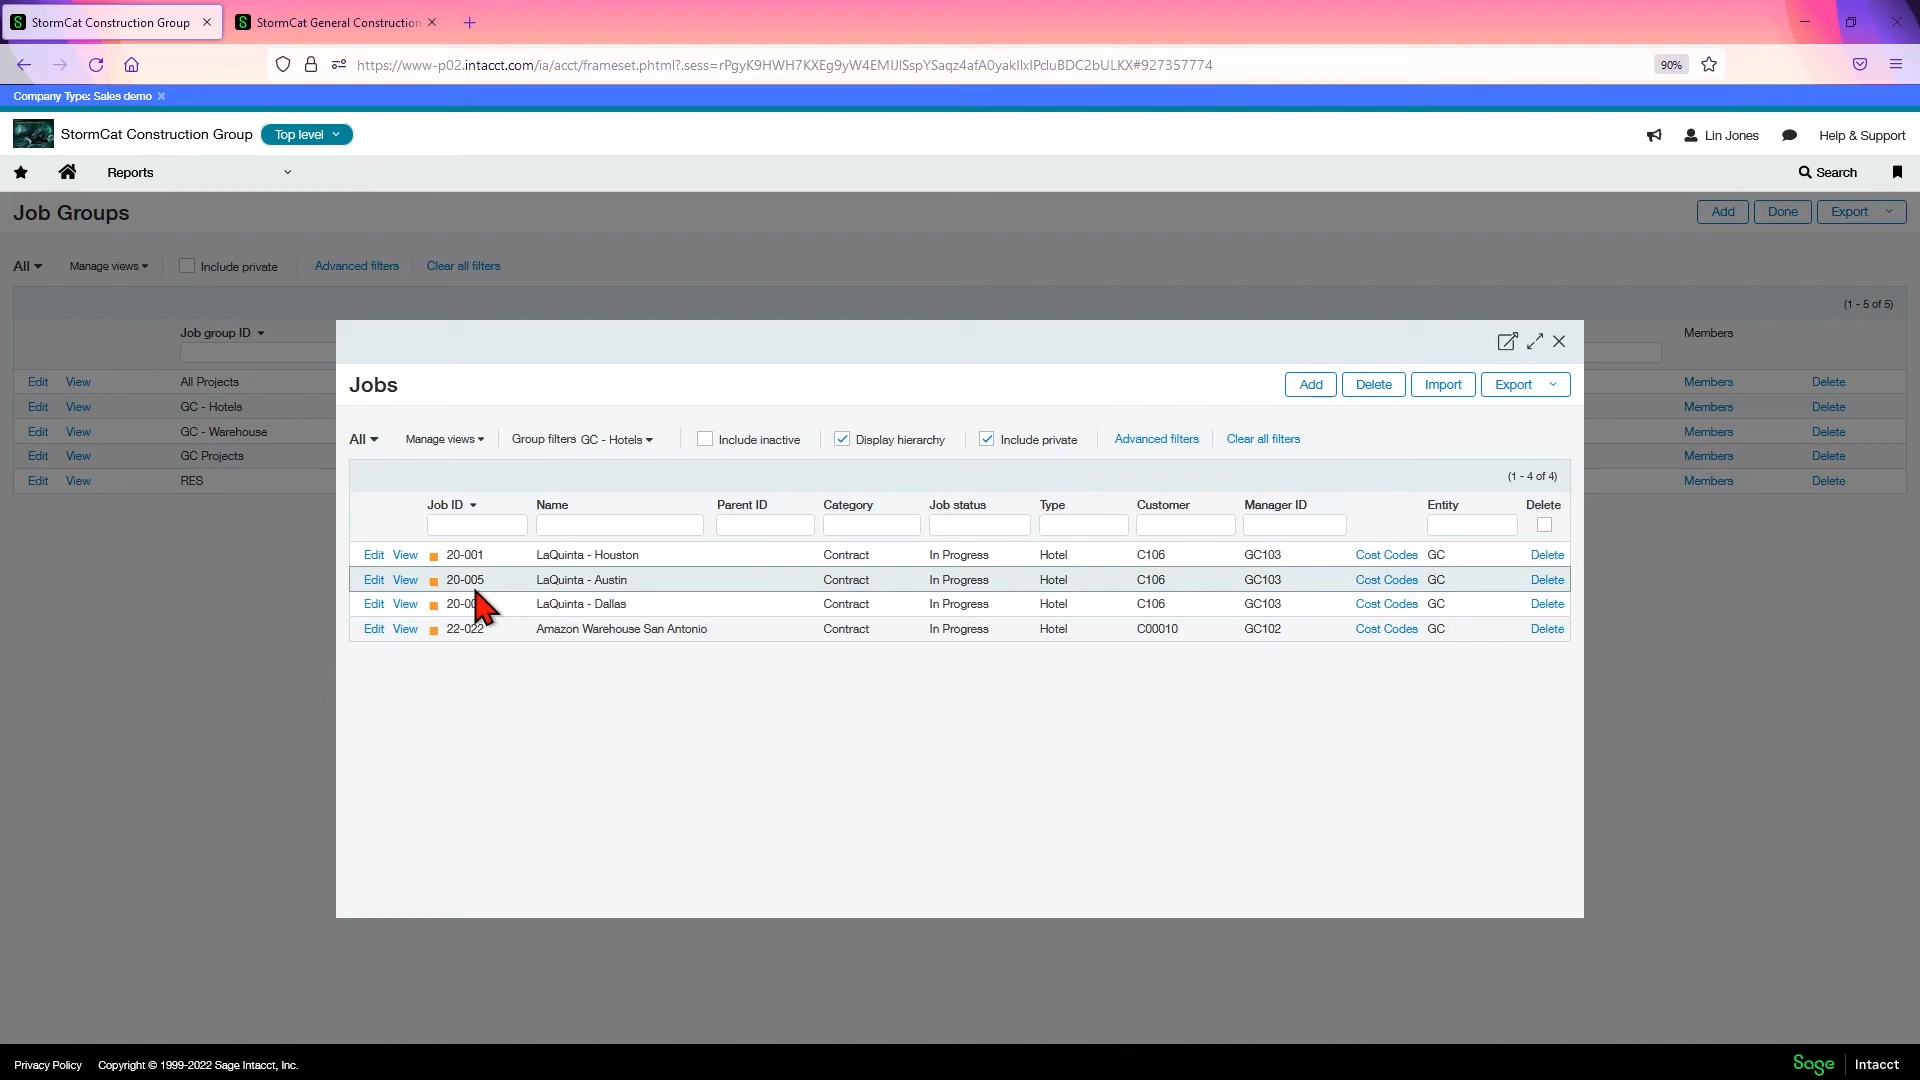 StormCat Construction Group
StormCat General Construction
https://www-p02.intacct.com/ia/acct/frameset.phtml?.sess=rPgyK9HWH7KXEg9yW4EMIJlSspYSaqz4afA0yakIlxIPcluBDC2bULKX#927357774
90%
Company Type: Sales demo
StormCat Construction Group Top level
Lin Jones Help & Support
Reports Search
Job Groups Add Done Export
All Manage views Include private Advanced filters Clear all filters
(1 - 5 of 5)
Job group ID Members
Edit View All Projects Members Delete
Edit View GC - Hotels Members Delete
Edit View GC - Warehouse Members Delete
Edit View GC Projects Members Delete
Edit View RES Members Delete
Jobs Add Delete Import Export
All Manage views Group filters GC - Hotels Include inactive Display hierarchy Include private Advanced filters Clear all filters
(1 - 4 of 4)
Job ID Name Parent ID Category Job status Type Customer Manager ID Entity Delete
Edit View 20-001 LaQuinta - Houston Contract In Progress Hotel C106 GC103 Cost Codes GC Delete
Edit View 20-005 LaQuinta - Austin Contract In Progress Hotel C106 GC103 Cost Codes GC Delete
Edit View LaQuinta - Dallas Contract In Progress Hotel C106 GC103 Cost Codes GC Delete
Edit View 22-022 Amazon Warehouse San Antonio Contract In Progress Hotel C00010 GC102 Cost Codes GC Delete
Privacy Policy Copyright © 1999-2022 Sage Intacct, Inc. Sage Intacct